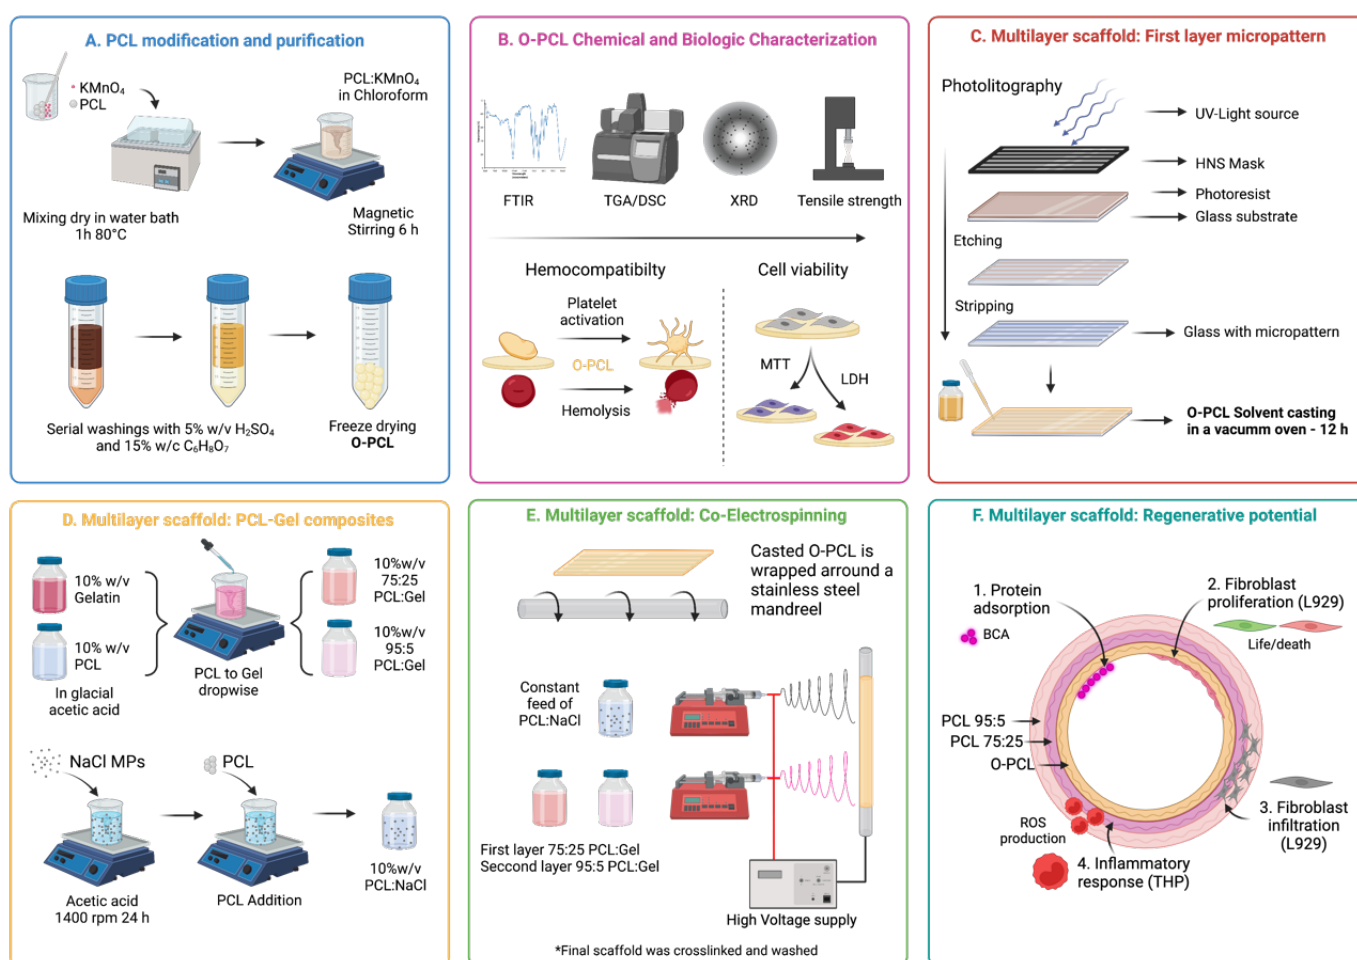 A. PCL modification and purification
KMnO₄
PCL
PCL:KMnO₄
in Chloroform
Mixing dry in water bath
1h 80°C
Magnetic
Stirring 6 h
Serial washings with 5% w/v H₂SO₄
and 15% w/c C₆H₈O₇
Freeze drying
O-PCL
B. O-PCL Chemical and Biologic Characterization
FTIR
TGA/DSC
XRD
Tensile strength
Hemocompatibilty
Platelet
activation
O-PCL
Hemolysis
Cell viability
MTT
LDH
C. Multilayer scaffold: First layer micropattern
Photolitography
UV-Light source
HNS Mask
Photoresist
Glass substrate
Etching
Stripping
Glass with micropattern
O-PCL Solvent casting
in a vacumm oven - 12 h
D. Multilayer scaffold: PCL-Gel composites
10% w/v
Gelatin
10% w/v
PCL
In glacial
acetic acid
PCL to Gel
dropwise
10%w/v
75:25
PCL:Gel
10%w/v
95:5
PCL:Gel
NaCl MPs
PCL
Acetic acid
1400 rpm 24 h
PCL Addition
10%w/v
PCL:NaCl
E. Multilayer scaffold: Co-Electrospinning
Casted O-PCL is
wrapped arround a
stainless steel
mandreel
Constant
feed of
PCL:NaCl
First layer 75:25 PCL:Gel
Seccond layer 95:5 PCL:Gel
High Voltage supply
*Final scaffold was crosslinked and washed
F. Multilayer scaffold: Regenerative potential
1. Protein
adsorption
BCA
2. Fibroblast
proliferation (L929)
Life/death
PCL 95:5
PCL 75:25
O-PCL
ROS
production
3. Fibroblast
infiltration
(L929)
4. Inflammatory
response (THP)